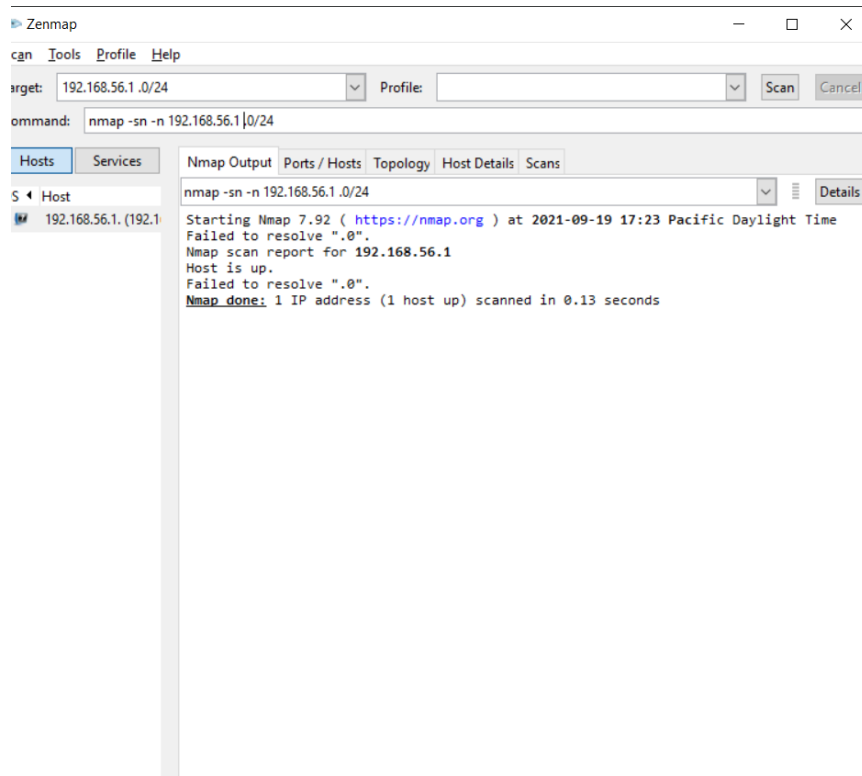 Zenmap
can Tools Profile Help
arget: 192.168.56.1 .0/24 Profile: Scan Cancel
ommand: nmap -sn -n 192.168.56.1 .0/24
Hosts Services Nmap Output Ports / Hosts Topology Host Details Scans
S Host nmap -sn -n 192.168.56.1 .0/24 Details
192.168.56.1. (192.1
Starting Nmap 7.92 ( https://nmap.org ) at 2021-09-19 17:23 Pacific Daylight Time
Failed to resolve ".0".
Nmap scan report for 192.168.56.1
Host is up.
Failed to resolve ".0".
Nmap done: 1 IP address (1 host up) scanned in 0.13 seconds